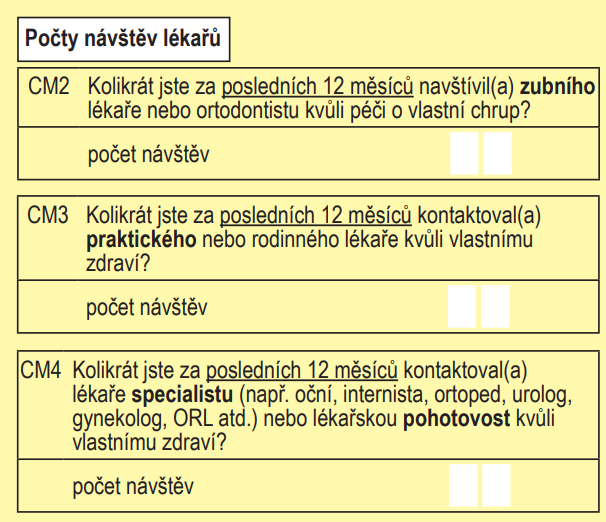 Počty návštěv lékařů
CM2 Kolikrát jste za posledních 12 měsíců navštívil(a) zubního
lékaře nebo ortodontistu kvůli péči o vlastní chrup?
počet návštěv
CM3 Kolikrát jste za posledních 12 měsíců kontaktoval(a)
praktického nebo rodinného lékaře kvůli vlastnímu
zdraví?
počet návštěv
CM4 Kolikrát jste za posledních 12 měsíců kontaktoval(a)
lékaře specialistu (např. oční, internista, ortoped, urolog,
gynekolog, ORL atd.) nebo lékařskou pohotovost kvůli
vlastnímu zdraví?
počet návštěv